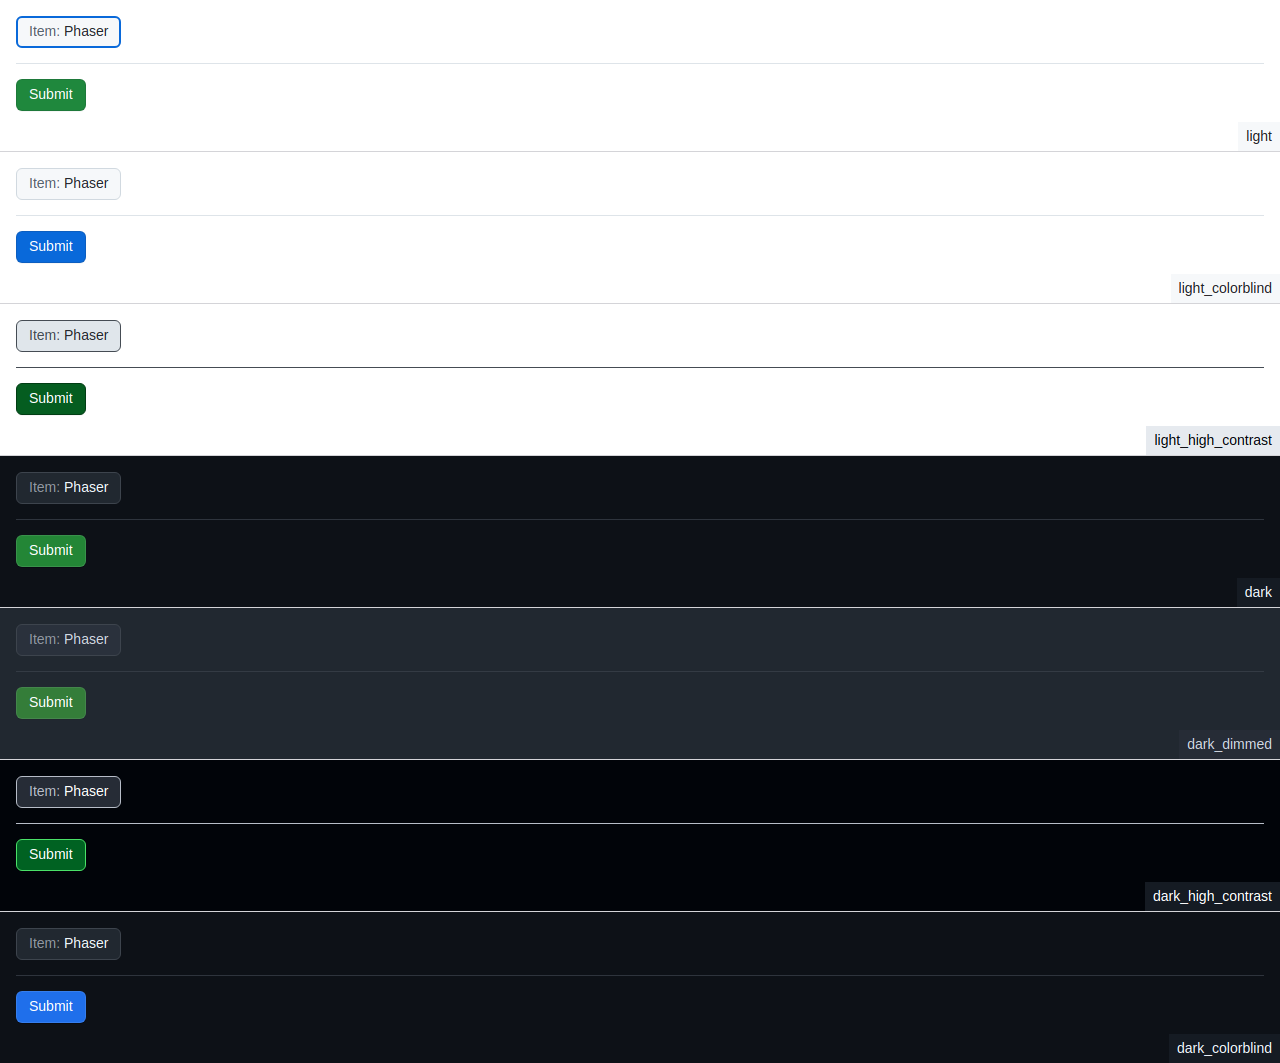 Item: Phaser
Submit
light
Item: Phaser
Submit
light_colorblind
Item: Phaser
Submit
light_high_contrast
Item: Phaser
Submit
dark
Item: Phaser
Submit
dark_dimmed
Item: Phaser
Submit
dark_high_contrast
Item: Phaser
Submit
dark_colorblind